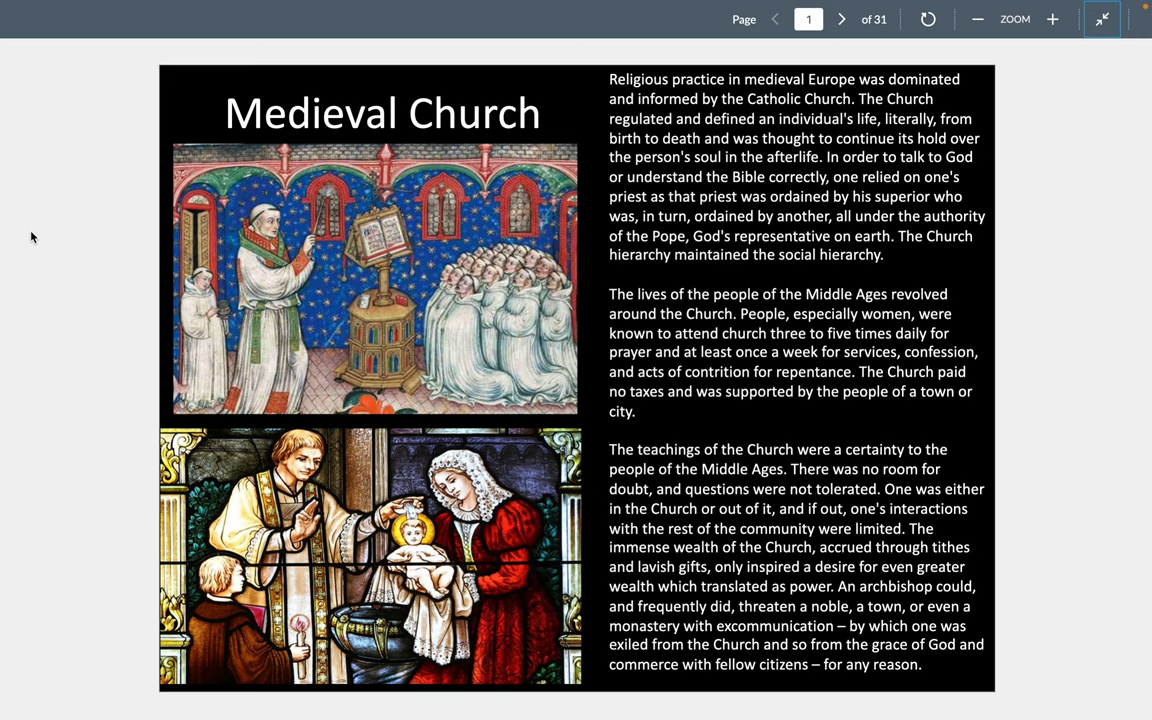 Page 1 of 31 ZOOM
Medieval Church
Religious practice in medieval Europe was dominated
and informed by the Catholic Church. The Church
regulated and defined an individual's life, literally, from
birth to death and was thought to continue its hold over
the person's soul in the afterlife. In order to talk to God
or understand the Bible correctly, one relied on one's
priest as that priest was ordained by his superior who
was, in turn, ordained by another, all under the authority
of the Pope, God's representative on earth. The Church
hierarchy maintained the social hierarchy.
The lives of the people of the Middle Ages revolved
around the Church. People, especially women, were
known to attend church three to five times daily for
prayer and at least once a week for services, confession,
and acts of contrition for repentance. The Church paid
no taxes and was supported by the people of a town or
city.
The teachings of the Church were a certainty to the
people of the Middle Ages. There was no room for
doubt, and questions were not tolerated. One was either
in the Church or out of it, and if out, one's interactions
with the rest of the community were limited. The
immense wealth of the Church, accrued through tithes
and lavish gifts, only inspired a desire for even greater
wealth which translated as power. An archbishop could,
and frequently did, threaten a noble, a town, or even a
monastery with excommunication – by which one was
exiled from the Church and so from the grace of God and
commerce with fellow citizens – for any reason.